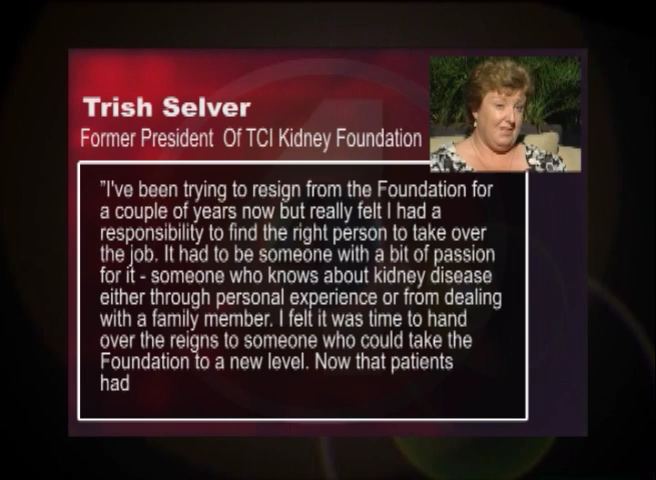 Trish Selver
Former President Of TCI Kidney Foundation
"I've been trying to resign from the Foundation for
a couple of years now but really felt I had a
responsibility to find the right person to take over
the job. It had to be someone with a bit of passion
for it - someone who knows about kidney disease
either through personal experience or from dealing
with a family member. I felt it was time to hand
over the reigns to someone who could take the
Foundation to a new level. Now that patients
had